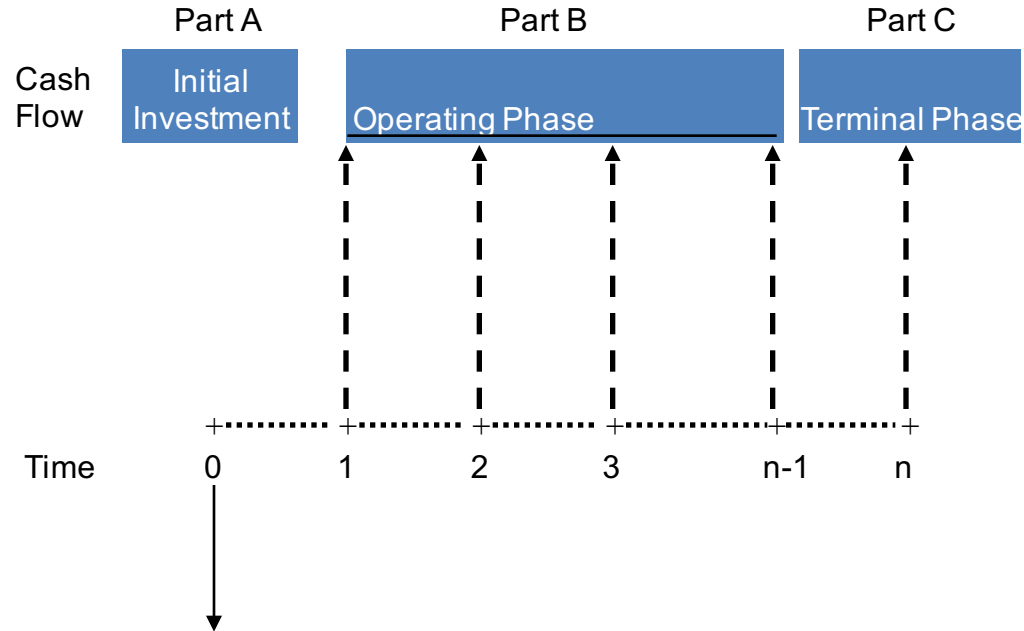 Part A Part B Part C
Cash
Flow
Initial
Investment
Operating Phase
Terminal Phase
Time 0 1 2 3 n-1 n